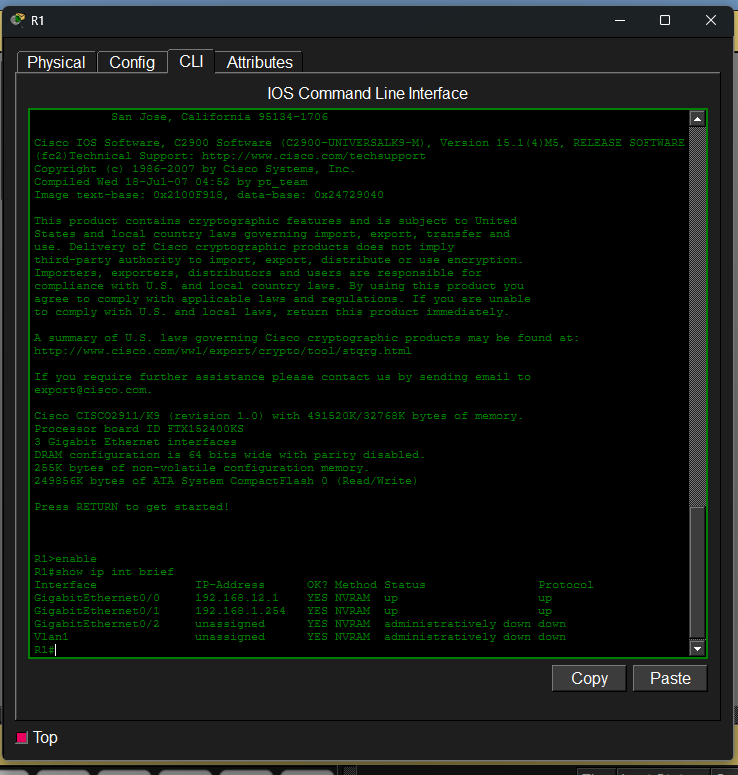 R1
Physical Config CLI Attributes
IOS Command Line Interface
San Jose, California 95134-1706
Cisco IOS Software, C2900 Software (C2900-UNIVERSALK9-M), Version 15.1(4)M5, RELEASE SOFTWARE
(fc2)Technical Support: http://www.cisco.com/techsupport
Copyright (c) 1986-2007 by Cisco Systems, Inc.
Compiled Wed 18-Jul-07 04:52 by pt_team
Image text-base: 0x2100F918, data-base: 0x24729040
This product contains cryptographic features and is subject to United
States and local country laws governing import, export, transfer and
use. Delivery of Cisco cryptographic products does not imply
third-party authority to import, export, distribute or use encryption.
Importers, exporters, distributors and users are responsible for
compliance with U.S. and local country laws. By using this product you
agree to comply with applicable laws and regulations. If you are unable
to comply with U.S. and local laws, return this product immediately.
A summary of U.S. laws governing Cisco cryptographic products may be found at:
http://www.cisco.com/wwl/export/crypto/tool/stqrg.html
If you require further assistance please contact us by sending email to
export@cisco.com.
Cisco CISCO2911/K9 (revision 1.0) with 491520K/32768K bytes of memory.
Processor board ID FTX152400KS
3 Gigabit Ethernet interfaces
DRAM configuration is 64 bits wide with parity disabled.
255K bytes of non-volatile configuration memory.
249856K bytes of ATA System CompactFlash 0 (Read/Write)
Press RETURN to get started!
R1>enable
R1#show ip int brief
Interface IP-Address OK? Method Status Protocol
GigabitEthernet0/0 192.168.12.1 YES NVRAM up up
GigabitEthernet0/1 192.168.1.254 YES NVRAM up up
GigabitEthernet0/2 unassigned YES NVRAM administratively down down
Vlan1 unassigned YES NVRAM administratively down down
R1#
Copy Paste
Top